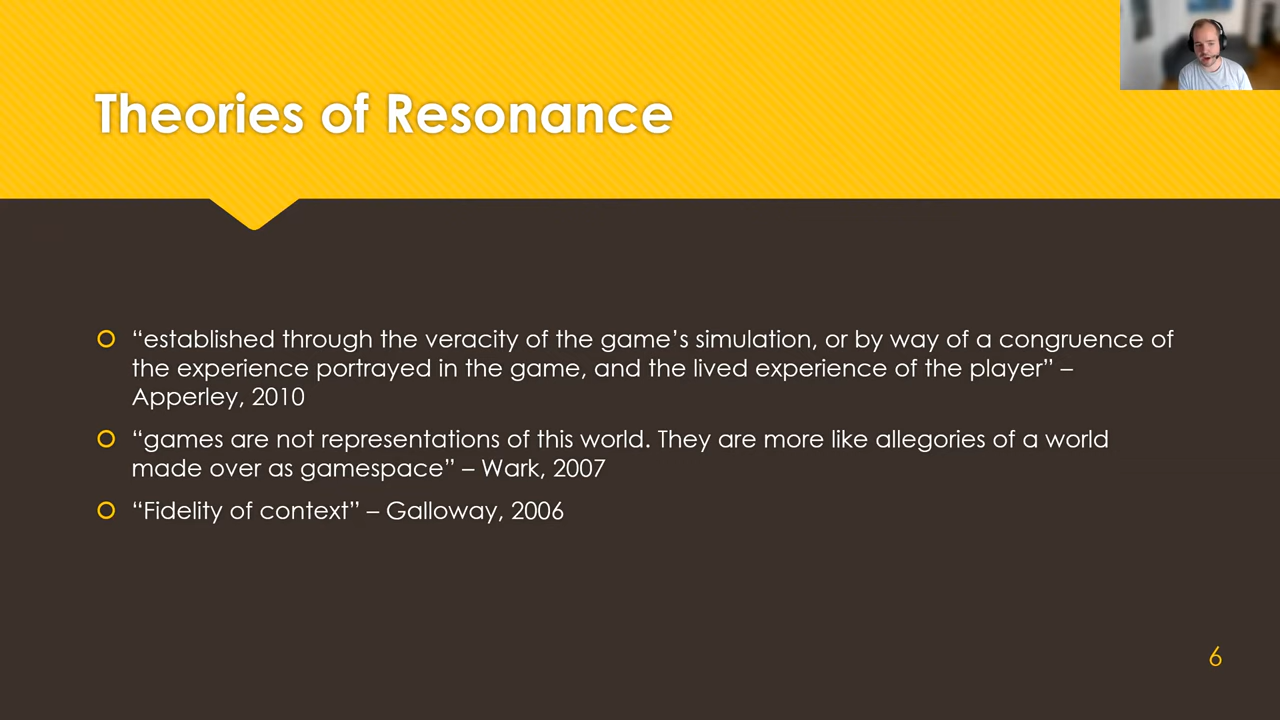 Theories of Resonance
“established through the veracity of the game’s simulation, or by way of a congruence of
the experience portrayed in the game, and the lived experience of the player” –
Apperley, 2010
“games are not representations of this world. They are more like allegories of a world
made over as gamespace” – Wark, 2007
“Fidelity of context” – Galloway, 2006
6